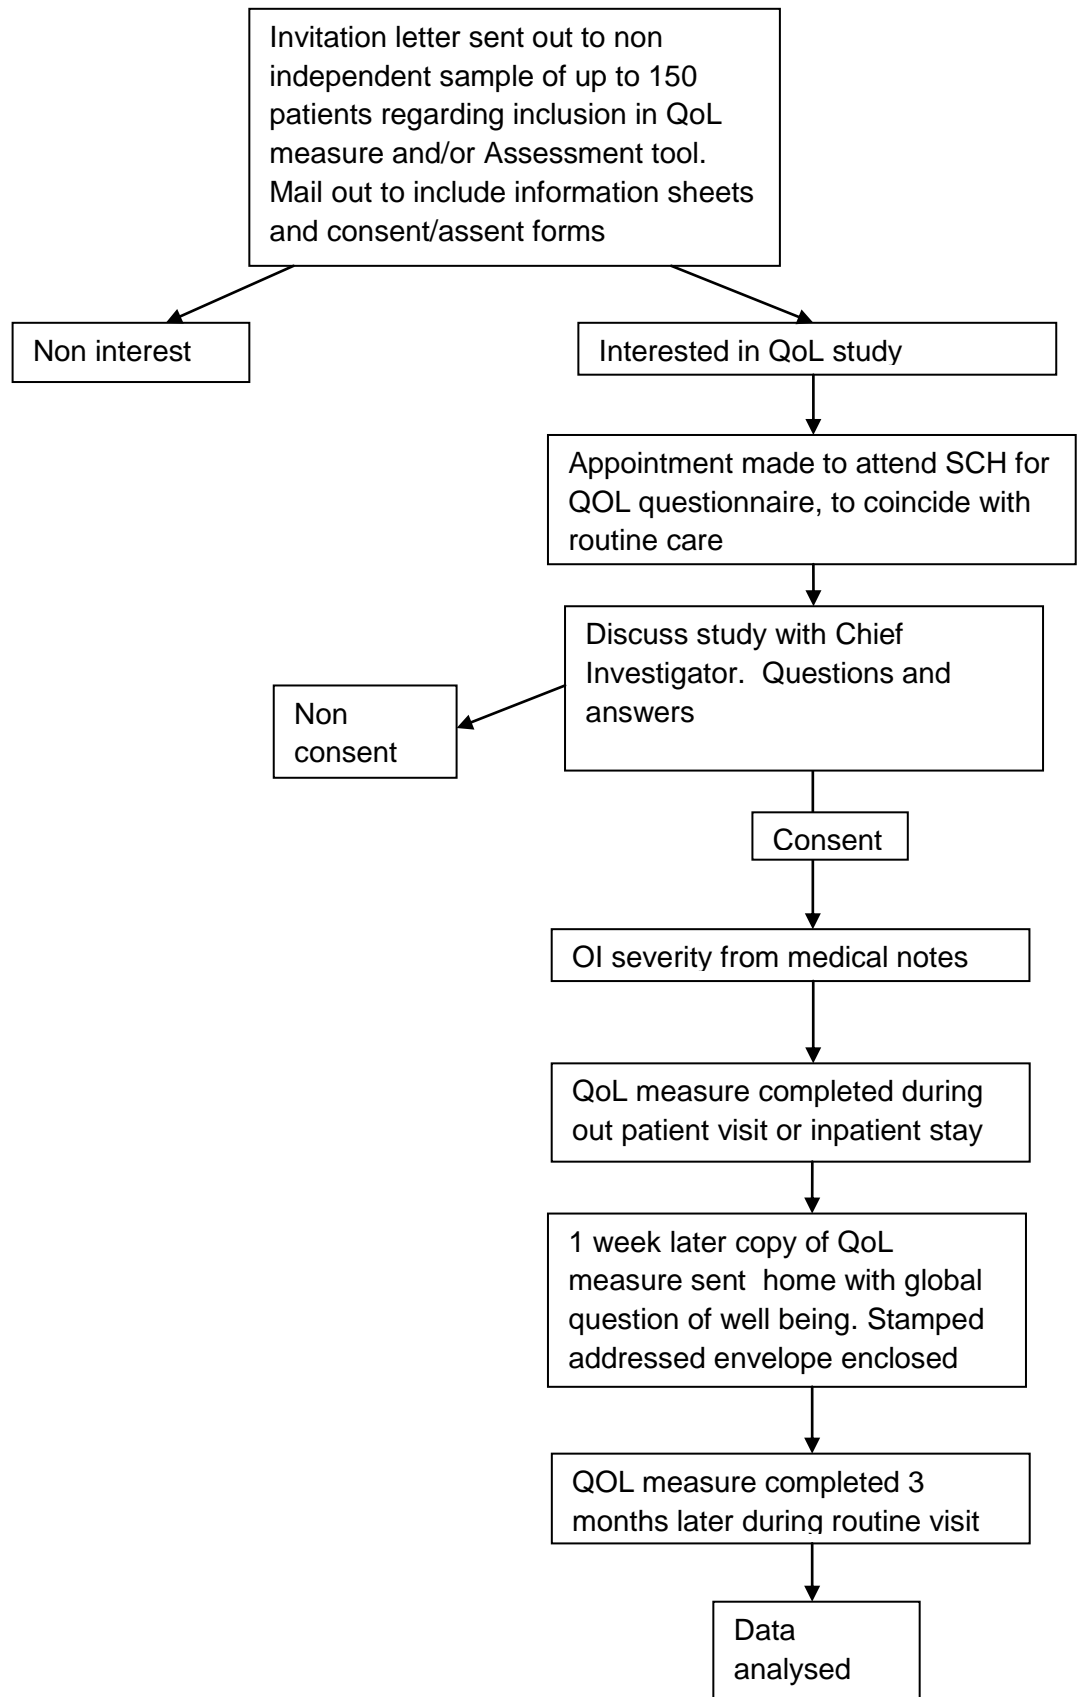 Invitation letter sent out to non
independent sample of up to 150
patients regarding inclusion in QoL
measure and/or Assessment tool.
Mail out to include information sheets
and consent/assent forms
Non interest
Interested in QoL study
Appointment made to attend SCH for
QOL questionnaire, to coincide with
routine care
Discuss study with Chief
Investigator.  Questions and
answers
Non
consent
Consent
OI severity from medical notes
QoL measure completed during
out patient visit or inpatient stay
1 week later copy of QoL
measure sent  home with global
question of well being. Stamped
addressed envelope enclosed
QOL measure completed 3
months later during routine visit
Data
analysed